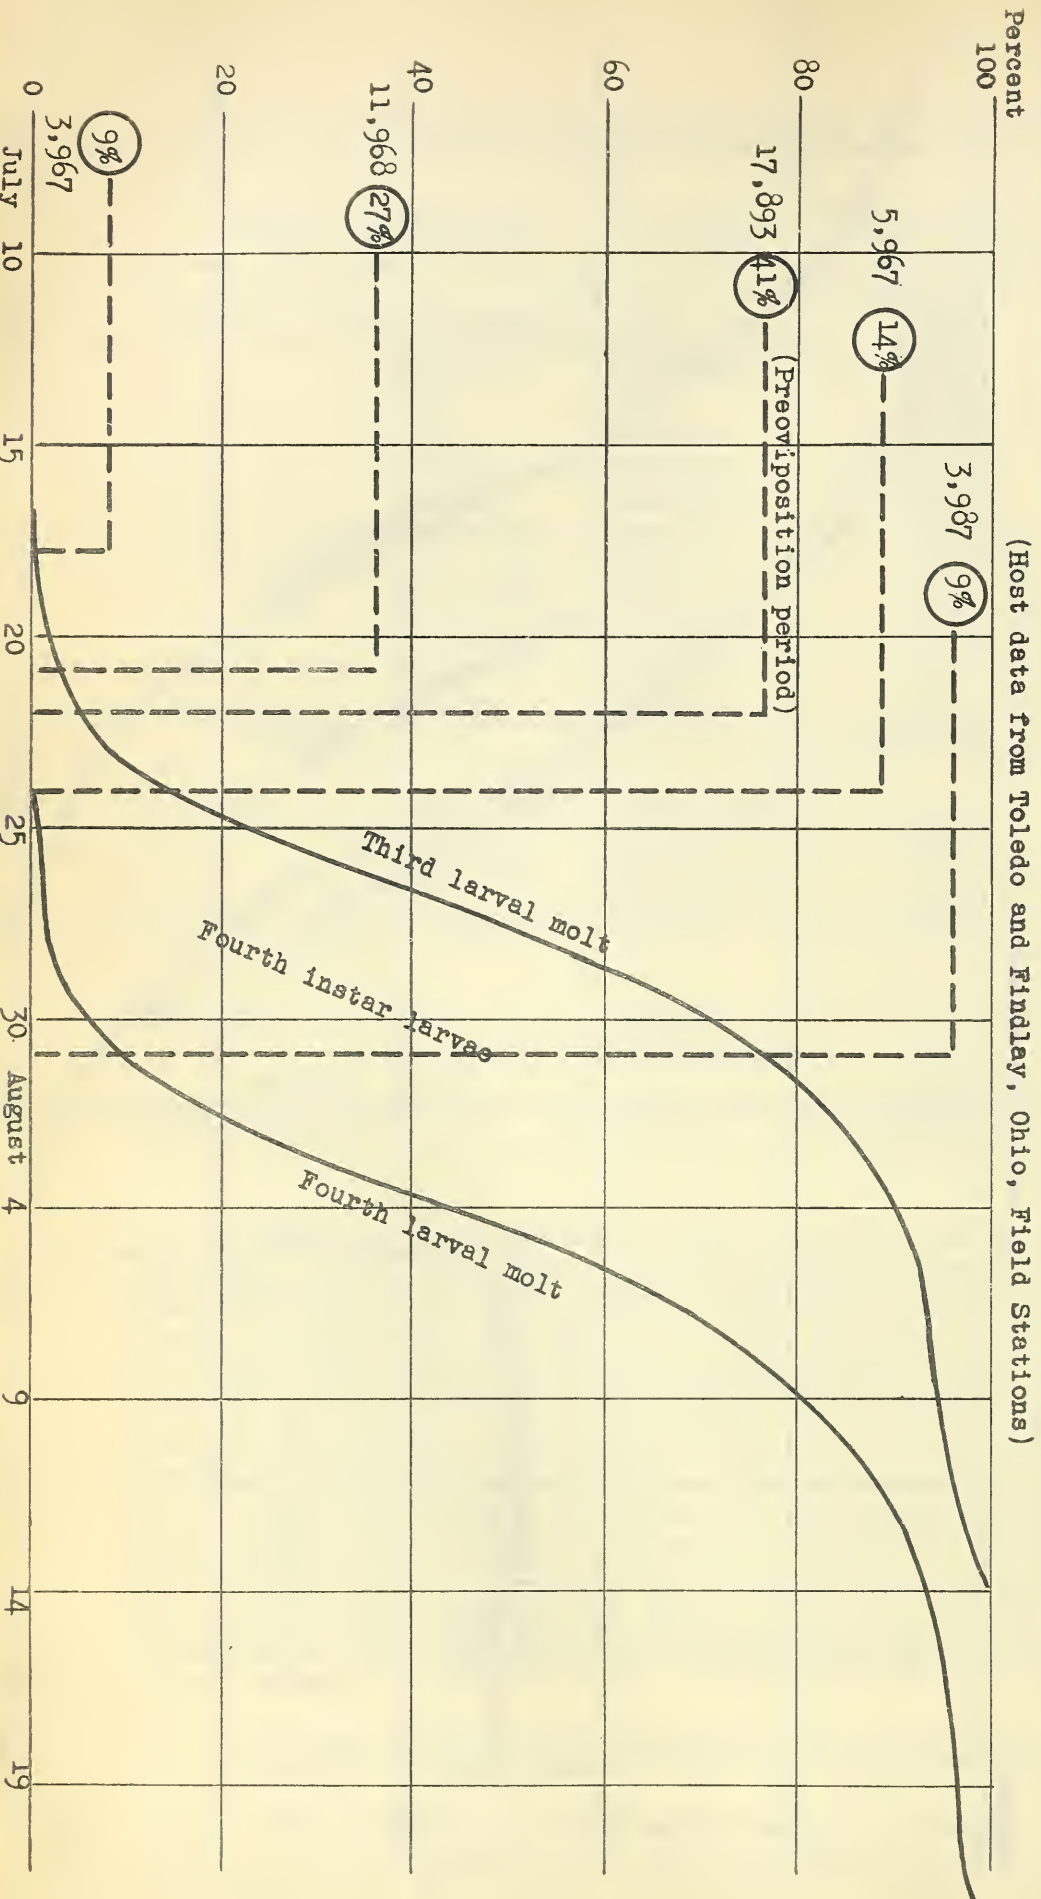 (Host data from Toledo and Findlay, Ohio, Field Stations)
Percent
100
80
60
40
20
0
3,987 9%
5,967 14%
17,893 41%
(Preoviposition period)
11,968 27%
9%
3,967
Third larval molt
Fourth instar larvae
Fourth larval molt
July 10 15 20 25 30 August 4 9 14 19